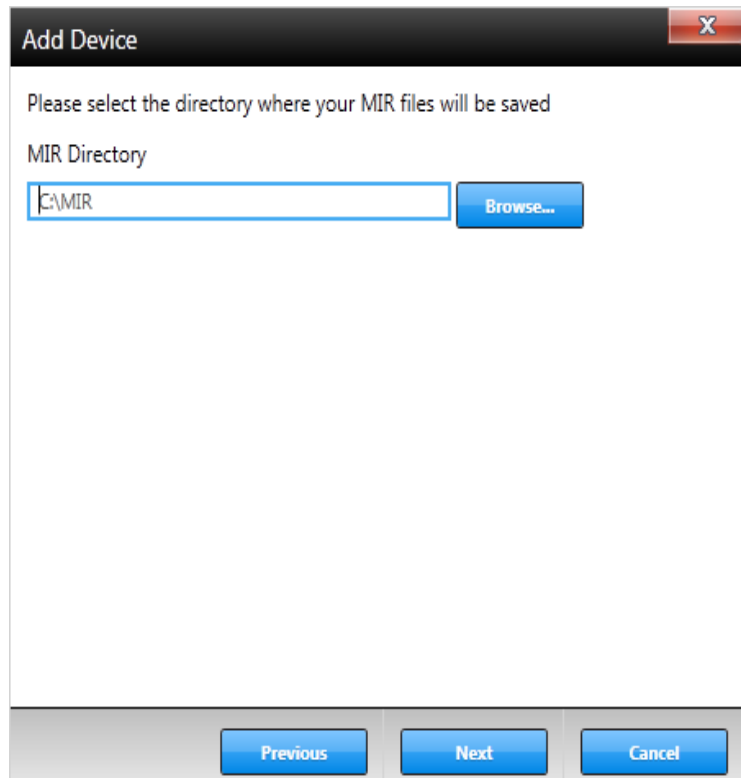 Add Device
X
Please select the directory where your MIR files will be saved
MIR Directory
C:\MIR
Browse...
Previous
Next
Cancel